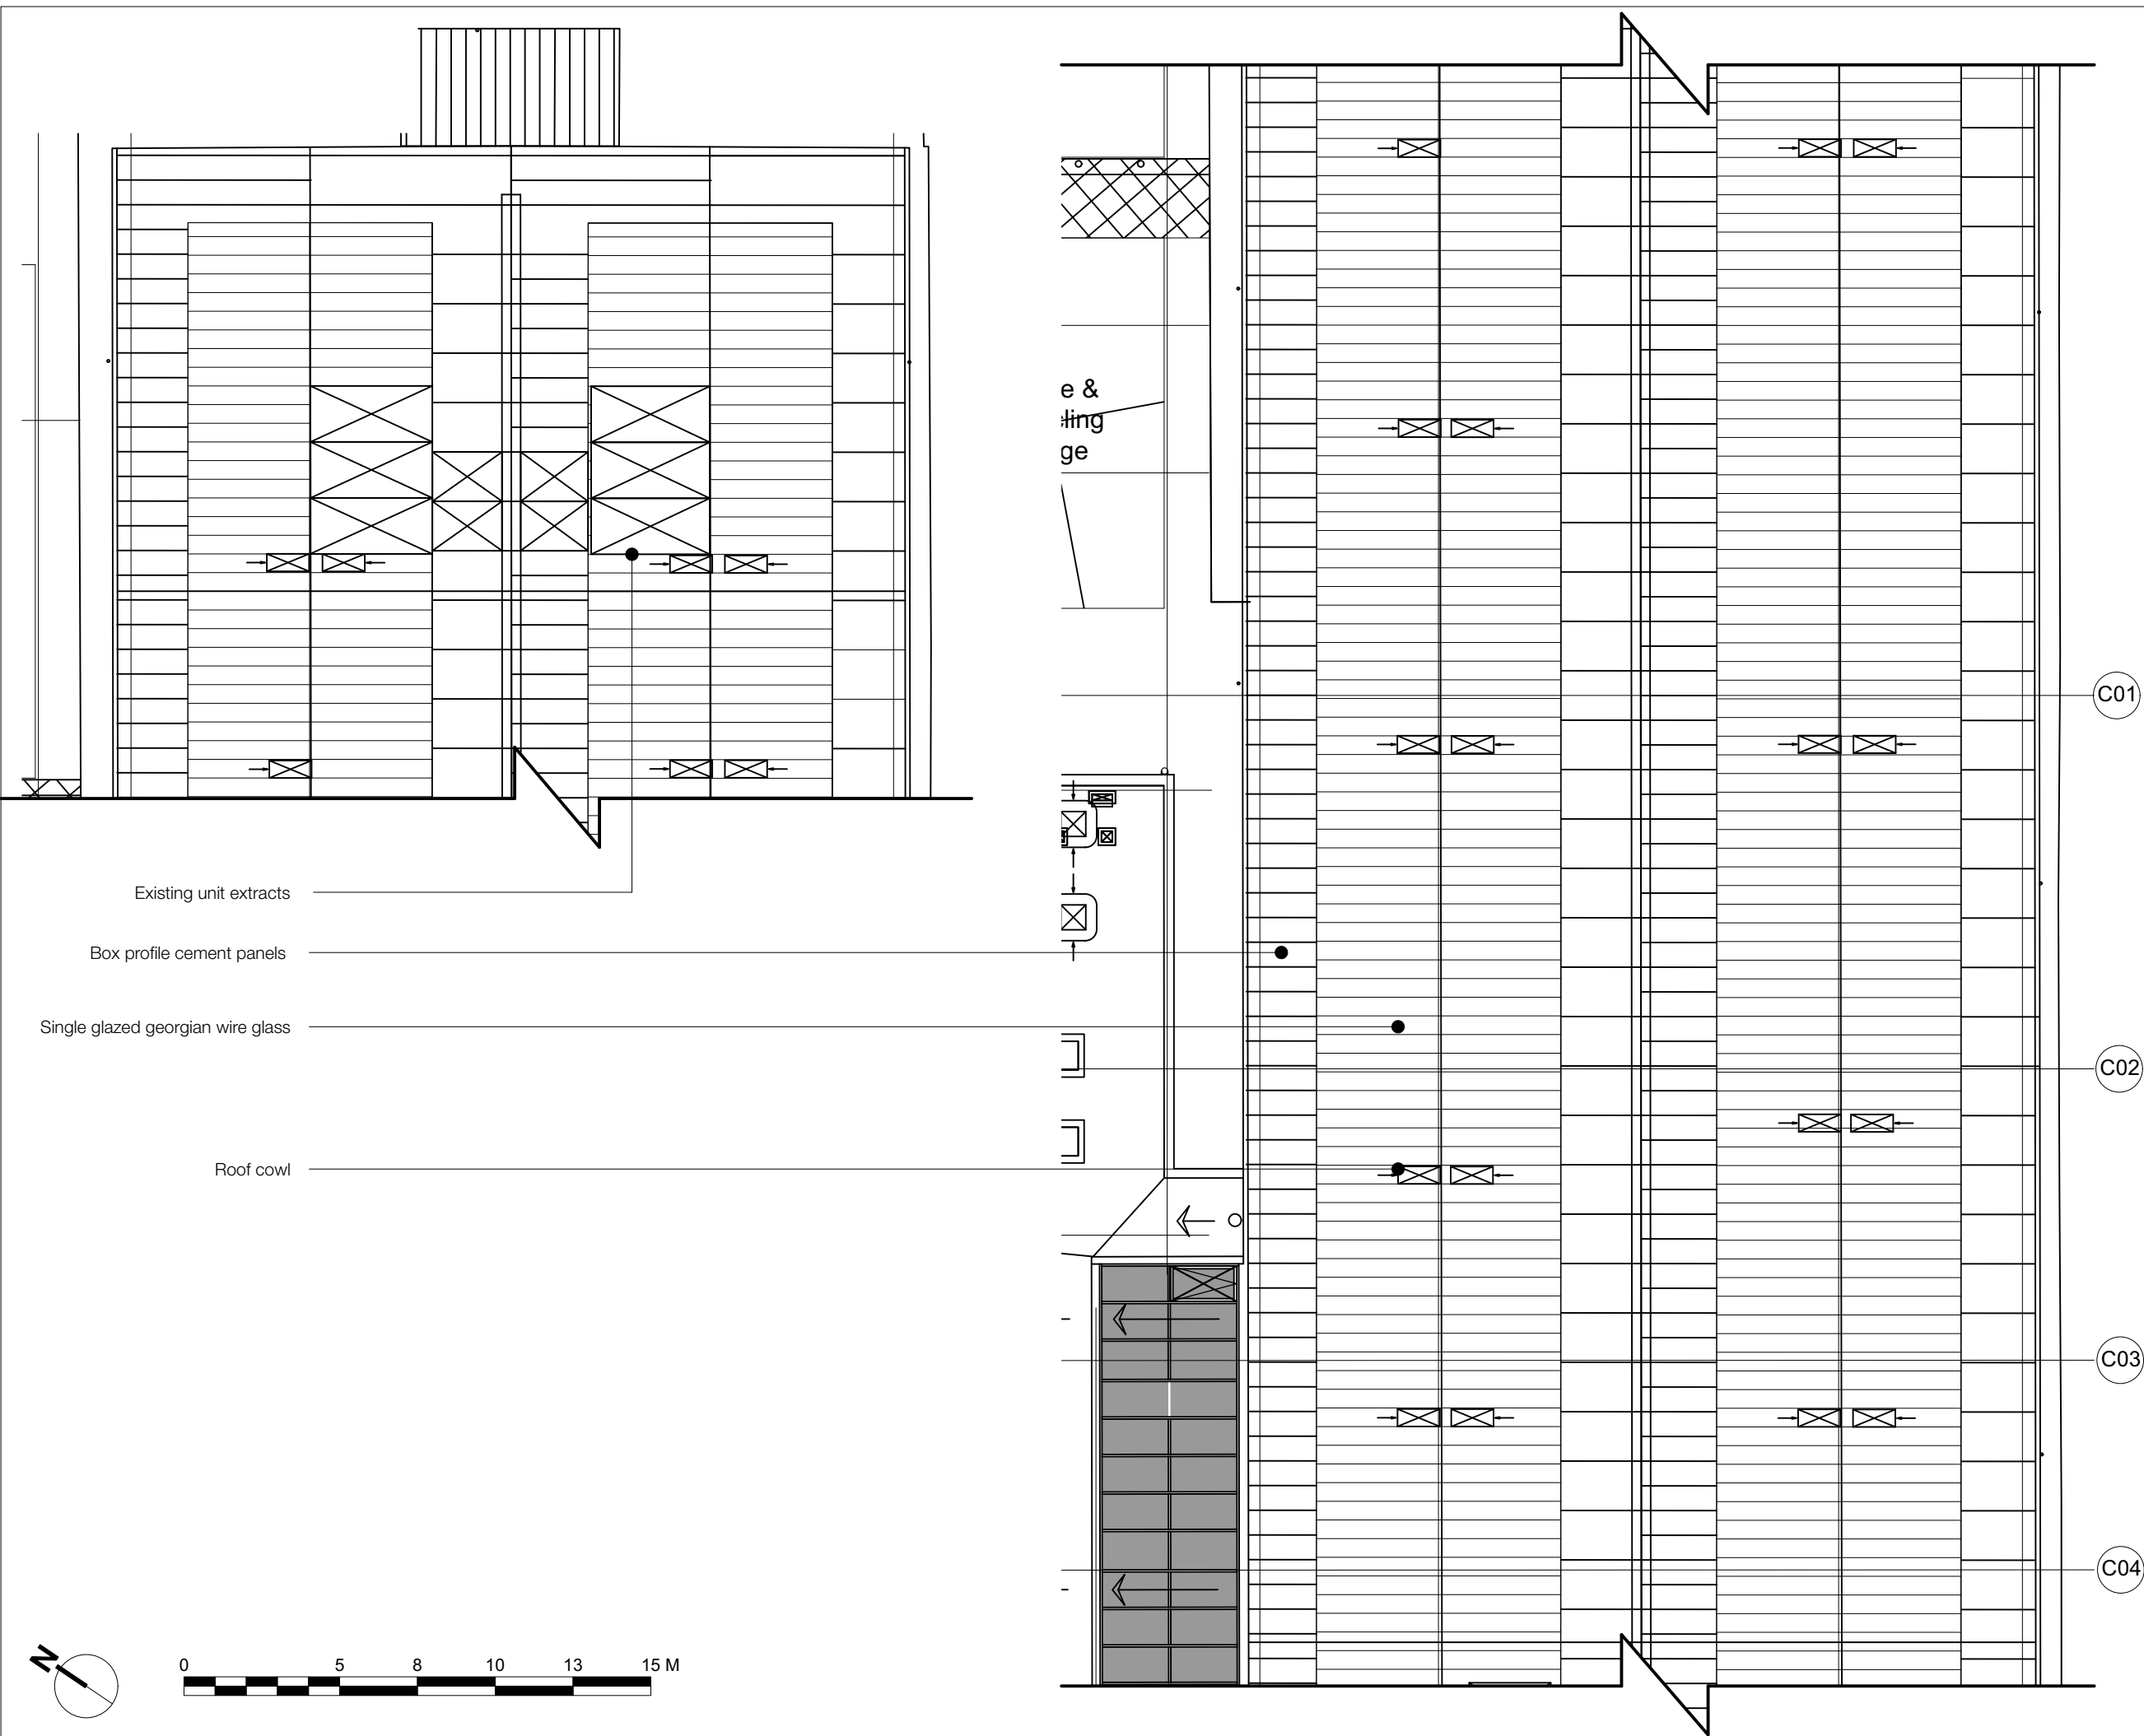 e &
ling
ge
C01
Existing unit extracts
Box profile cement panels
Single glazed georgian wire glass
C02
Roof cowl
C03
C04
N
0 5 8 10 13 15 M